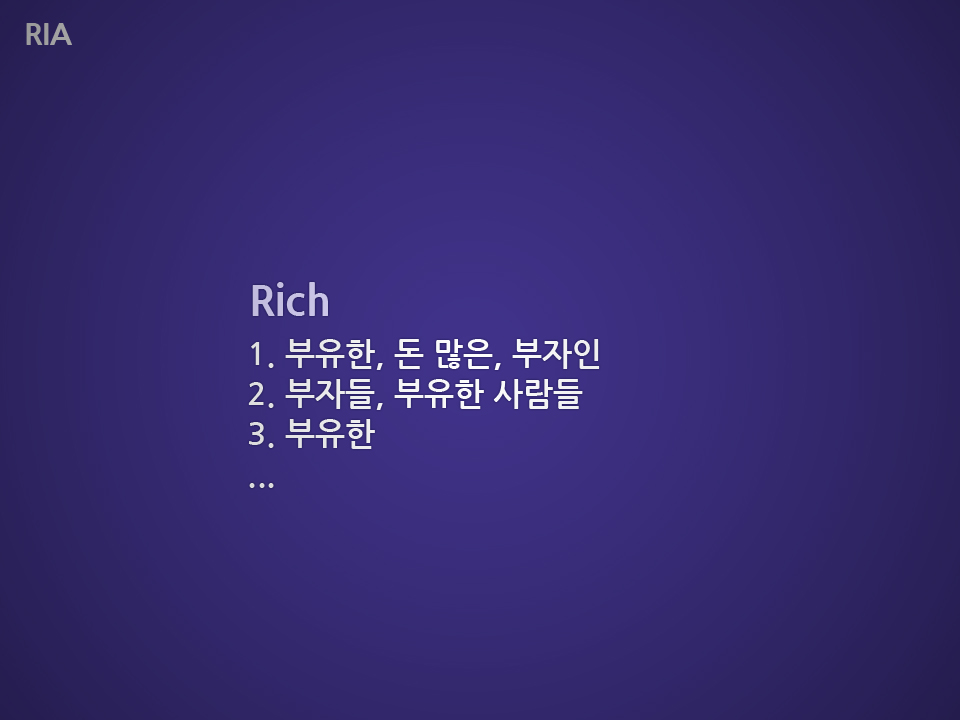 RIA
Rich
1. 부유한, 돈 많은, 부자인
2. 부자들, 부유한 사람들
3. 부유한
...